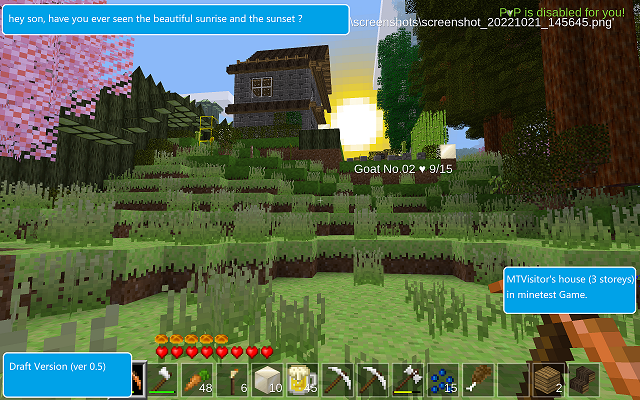 hey son, have you ever seen the beautiful sunrise and the sunset ?
PvP is disabled for you!
\screenshots\screenshot_20221021_145645.png'
Goat No.02 ♥ 9/15
MTVisitor's house (3 storeys)
in minetest Game.
Draft Version (ver 0.5)
48
6
10
45
15
2